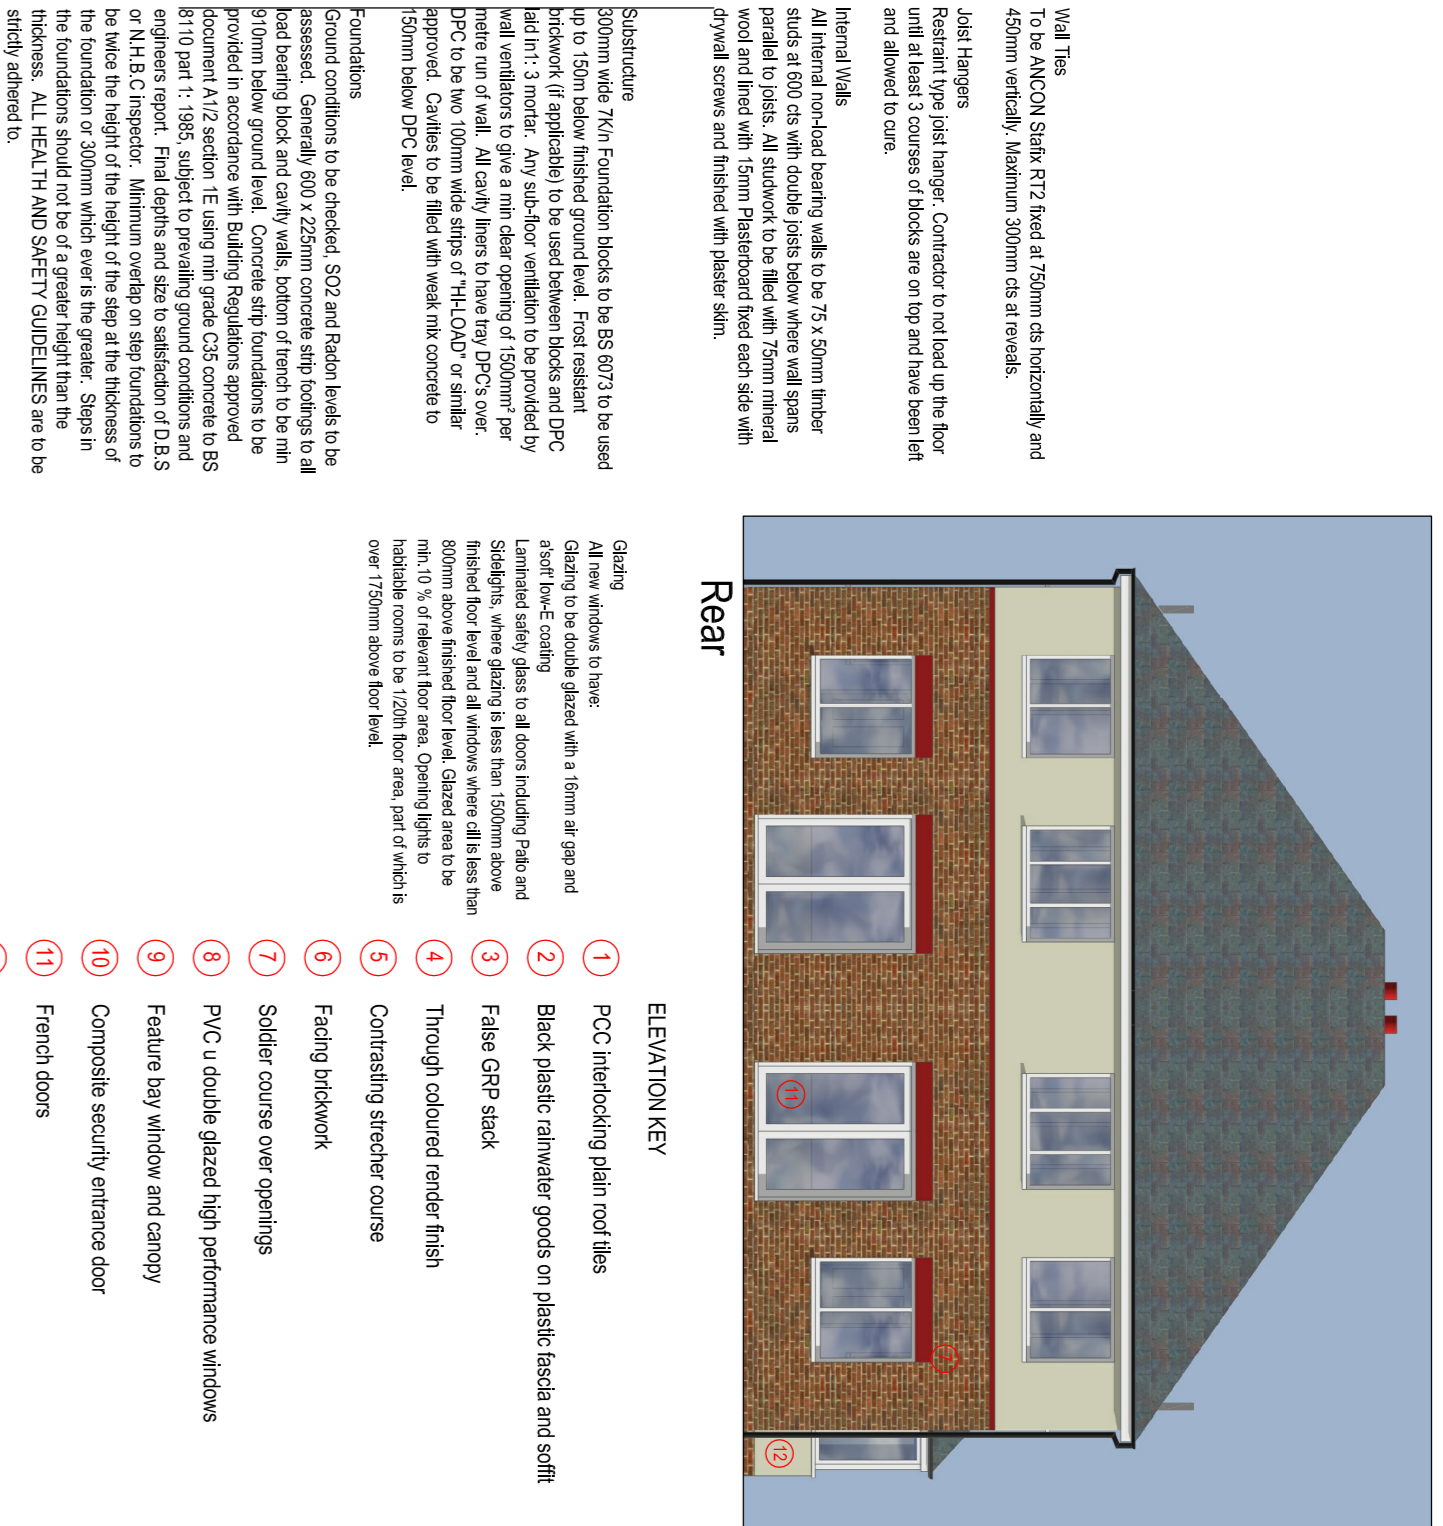 Wall Ties
To be ANCON Stafix RT2 fixed at 750mm cts horizontally and
450mm vertically. Maximum 300mm cts at reveals.
Joist Hangers
Restraint type joist hanger. Contractor to not load up the floor
until at least 3 courses of blocks are on top and have been left
and allowed to cure.
Internal Walls
All internal non-load bearing walls to be 75 x 50mm timber
studs at 600 cts with double joists below where wall spans
parallel to joists. All studwork to be filled with 75mm mineral
wool and lined with 15mm Plasterboard fixed each side with
drywall screws and finished with plaster skim.
Substructure
300mm wide 7K/n Foundation blocks to be BS 6073 to be used
up to 150m below finished ground level. Frost resistant
brickwork (if applicable) to be used between blocks and DPC
laid in1: 3 mortar. Any sub-floor ventilation to be provided by
wall ventilators to give a min clear opening of 1500mm² per
metre run of wall. All cavity liners to have tray DPC's over.
DPC to be two 100mm wide strips of "HI-LOAD" or similar
approved. Cavities to be filled with weak mix concrete to
150mm below DPC level.
Foundations
Ground conditions to be checked, SO2 and Radon levels to be
assessed. Generally 600 x 225mm concrete strip footings to all
load bearing block and cavity walls, bottom of trench to be min
910mm below ground level. Concrete strip foundations to be
provided in accordance with Building Regulations approved
document A1/2 section 1E using min grade C35 concrete to BS
8110 part 1: 1985, subject to prevailing ground conditions and
engineers report. Final depths and size to satisfaction of D.B.S
or N.H.B.C inspector. Minimum overlap on step foundations to
be twice the height of the height of the step at the thickness of
the foundation or 300mm which ever is the greater. Steps in
the foundations should not be of a greater height than the
thickness. ALL HEALTH AND SAFETY GUIDELINES are to be
strictly adhered to.
Rear
11
7
12
Glazing
All new windows to have:
Glazing to be double glazed with a 16mm air gap and
a'soft' low-E coating
Laminated safety glass to all doors including Patio and
Sidelights, where glazing is less than 1500mm above
finished floor level and all windows where cill is less than
800mm above finished floor level. Glazed area to be
min.10 % of relevant floor area. Opening lights to
habitable rooms to be 1/20th floor area, part of which is
over 1750mm above floor level.
ELEVATION KEY
1 PCC interlocking plain roof tiles
2 Black plastic rainwater goods on plastic fascia and soffit
3 False GRP stack
4 Through coloured render finish
5 Contrasting strecher course
6 Facing brickwork
7 Soldier course over openings
8 PVC u double glazed high performance windows
9 Feature bay window and canopy
10 Composite security entrance door
11 French doors